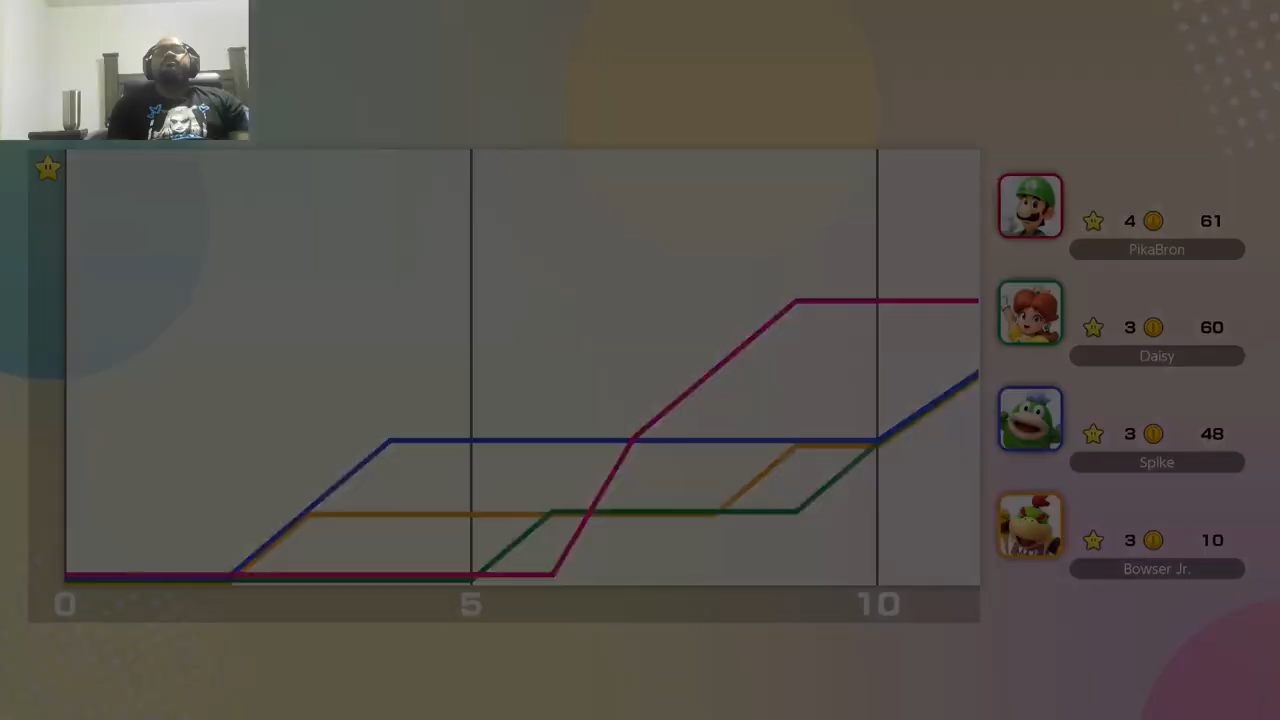 4 61
PikaBron
3 60
Daisy
3 48
Spike
3 10
Bowser Jr.
0 5 10